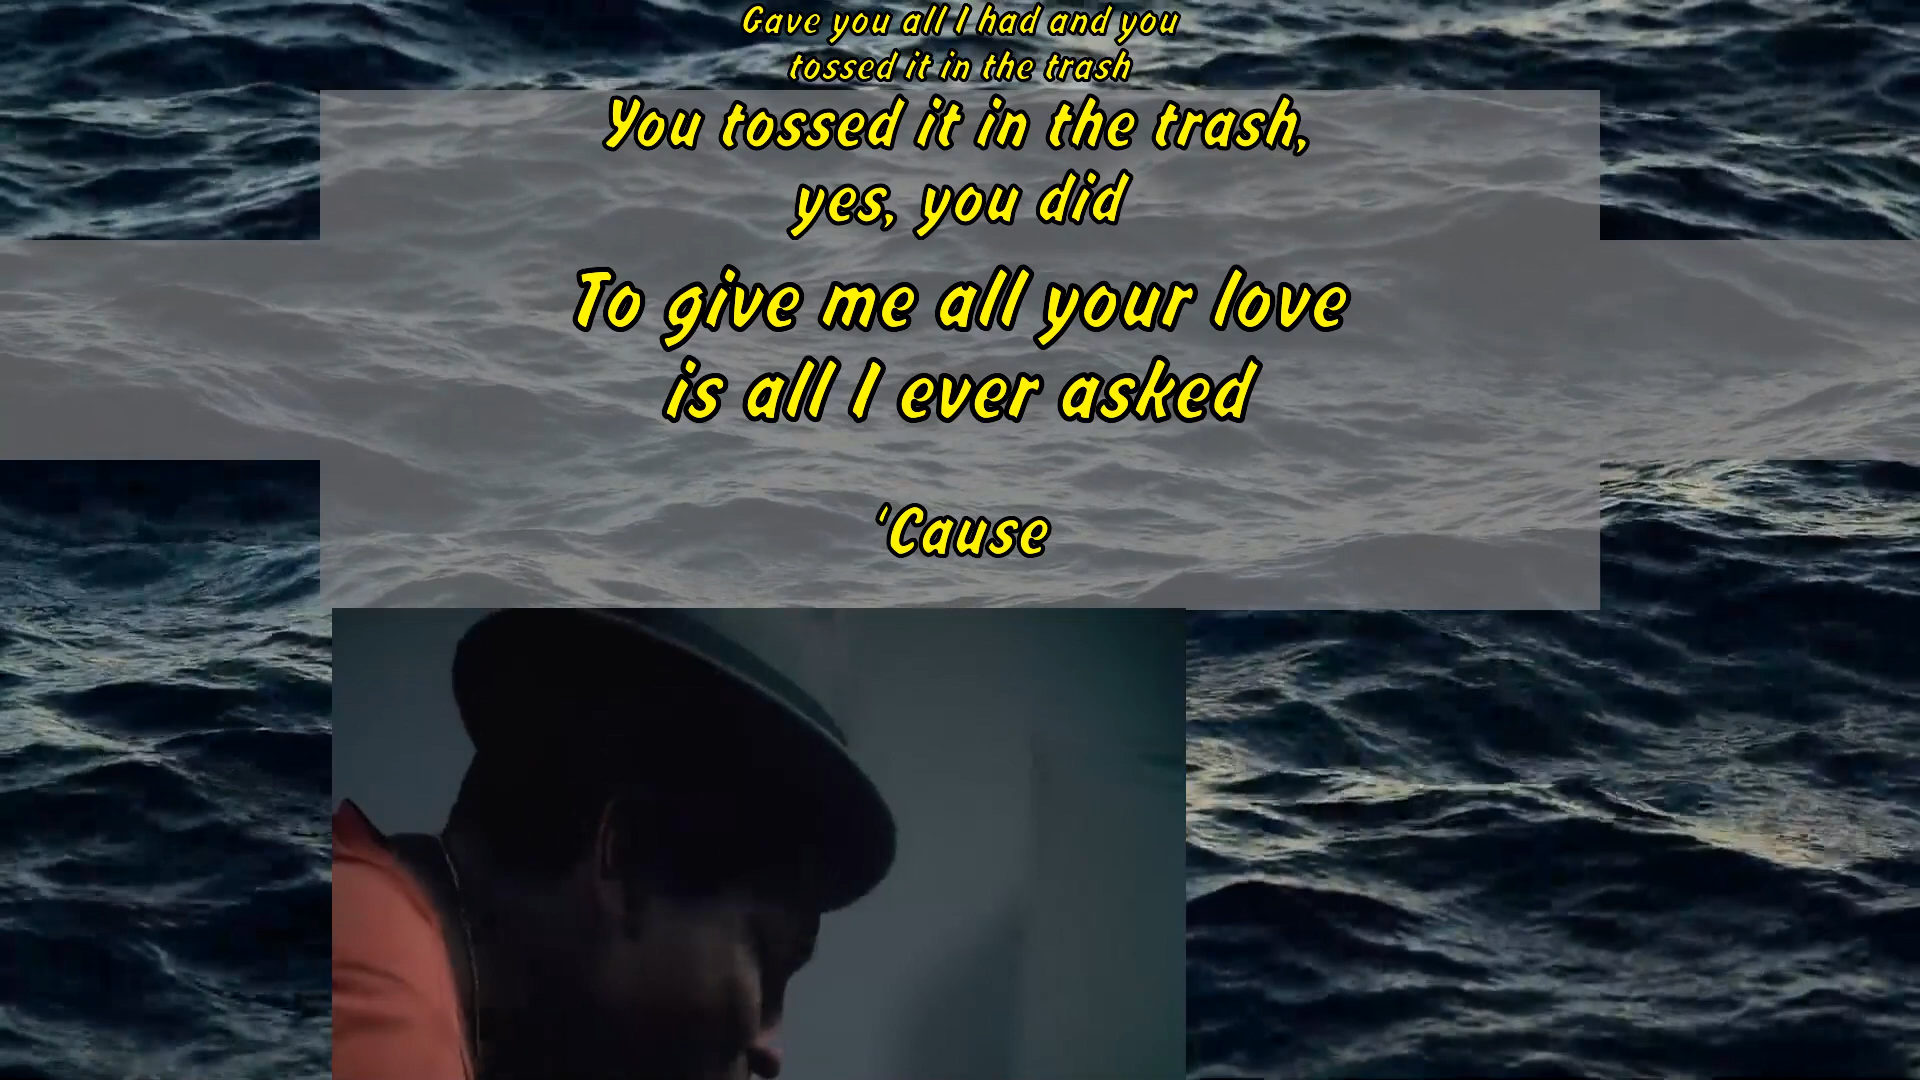 Gave you all I had and you
tossed it in the trash
You tossed it in the trash,
yes, you did
To give me all your love
is all I ever asked
'Cause